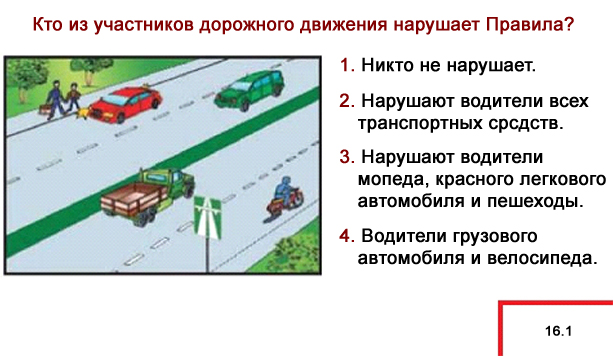 Кто из участников дорожного движения нарушает Правила?
1. Никто не нарушает.
2. Нарушают водители всех
транспортных срсдств.
3. Нарушают водители
мопеда, красного легкового
автомобиля и пешеходы.
4. Водители грузового
автомобиля и велосипеда.
16.1